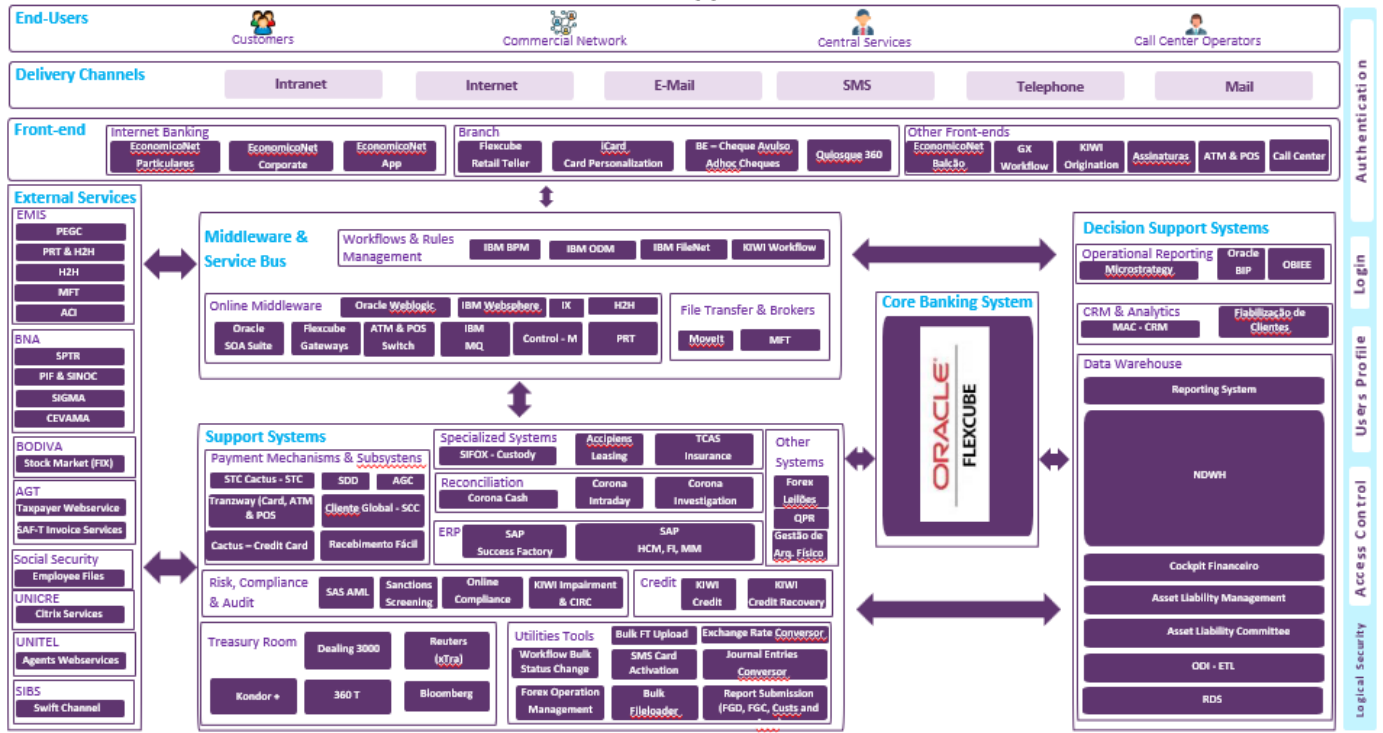 End-Users
Customers
Commercial Network
Central Services
Call Center Operators
Delivery Channels
Intranet
Internet
E-Mail
SMS
Telephone
Mail
Front-end
Internet Banking
EconomicoNet
Particulares
EconomicoNet
Corporate
EconomicoNet
App
Branch
Flexcube
Retail Teller
iCard
Card Personalization
BE – Cheque Avulso
Adhoc Cheques
Quiosque 360
Other Front-ends
EconomicoNet
Balcão
GX
Workflow
KIWI
Origination
Assinaturas
ATM & POS
Call Center
External Services
EMIS
PEGC
PRT & H2H
H2H
MFT
ACI
BNA
SPTR
PIF & SINOC
SIGMA
CEVAMA
BODIVA
Stock Market (FIX)
AGT
Taxpayer Webservice
SAF-T Invoice Services
Social Security
Employee Files
UNICRE
Citrix Services
UNITEL
Agents Webservices
SIBS
Swift Channel
Middleware &
Service Bus
Workflows & Rules
Management
IBM BPM
IBM ODM
IBM FileNet
KIWI Workflow
Online Middleware
Oracle Weblogic
IBM Websphere
IX
H2H
Oracle
SOA Suite
Flexcube
Gateways
ATM & POS
Switch
IBM
MQ
Control - M
PRT
File Transfer & Brokers
MoveIt
MFT
Support Systems
Payment Mechanisms & Subsystens
STC Cactus - STC
SDD
AGC
Tranzway (Card, ATM
& POS
Cliente Global - SCC
Cactus – Credit Card
Recebimento Fácil
Specialized Systems
SIFOX - Custody
Accipiens
Leasing
TCAS
Insurance
Reconciliation
Corona Cash
Corona
Intraday
Corona
Investigation
ERP
SAP
Success Factory
SAP
HCM, FI, MM
Other
Systems
Forex
Leilões
QPR
Gestão de
Arq. Físico
Risk, Compliance
& Audit
SAS AML
Sanctions
Screening
Online
Compliance
KIWI Impairment
& CIRC
Credit
KIWI
Credit
KIWI
Credit Recovery
Treasury Room
Dealing 3000
Reuters
(xTra)
Kondor +
360 T
Bloomberg
Utilities Tools
Bulk FT Upload
Exchange Rate Conversor
Workflow Bulk
Status Change
SMS Card
Activation
Journal Entries
Conversor
Forex Operation
Management
Bulk
Fileloader
Report Submission
(FGD, FGC, Custs and
Core Banking System
ORACLE
FLEXCUBE
Decision Support Systems
Operational Reporting
Microstrategy
Oracle
BIP
OBIEE
CRM & Analytics
MAC - CRM
Fiabilização de
Clientes
Data Warehouse
Reporting System
NDWH
Cockpit Financeiro
Asset Liability Management
Asset Liability Committee
ODI - ETL
RDS
Authentication
Login
Users Profile
Access Control
Logical Security